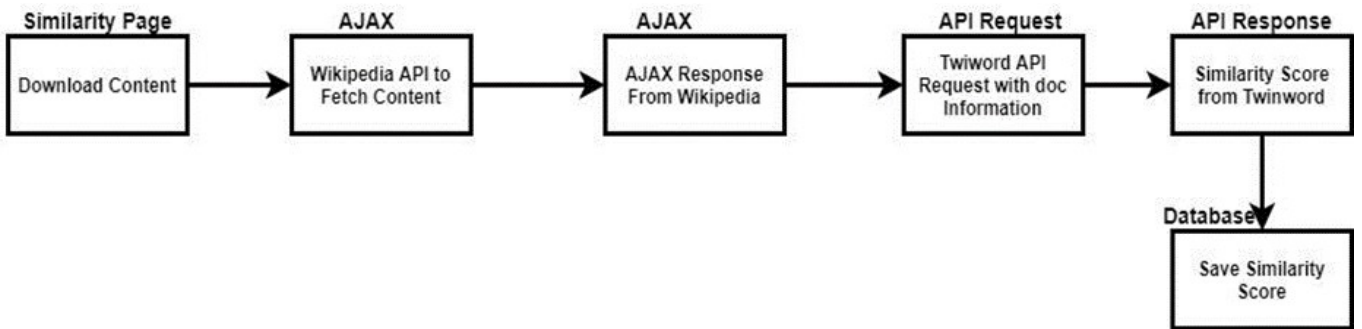 Similarity Page
Download Content
AJAX
Wikipedia API to
Fetch Content
AJAX
AJAX Response
From Wikipedia
API Request
Twiword API
Request with doc
Information
API Response
Similarity Score
from Twinword
Database
Save Similarity
Score